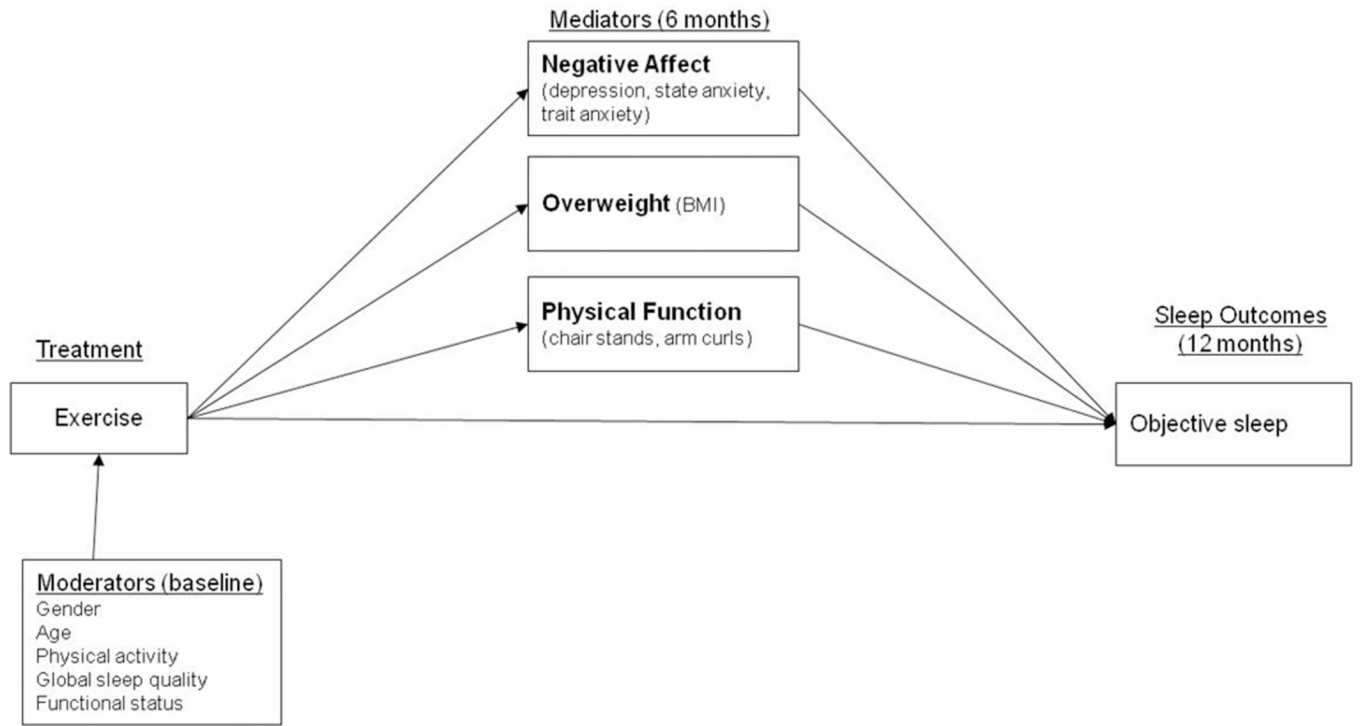 Mediators (6 months)
Negative Affect
(depression, state anxiety,
trait anxiety)
Overweight (BMI)
Physical Function
(chair stands, arm curls)
Treatment
Exercise
Sleep Outcomes
(12 months)
Objective sleep
Moderators (baseline)
Gender
Age
Physical activity
Global sleep quality
Functional status